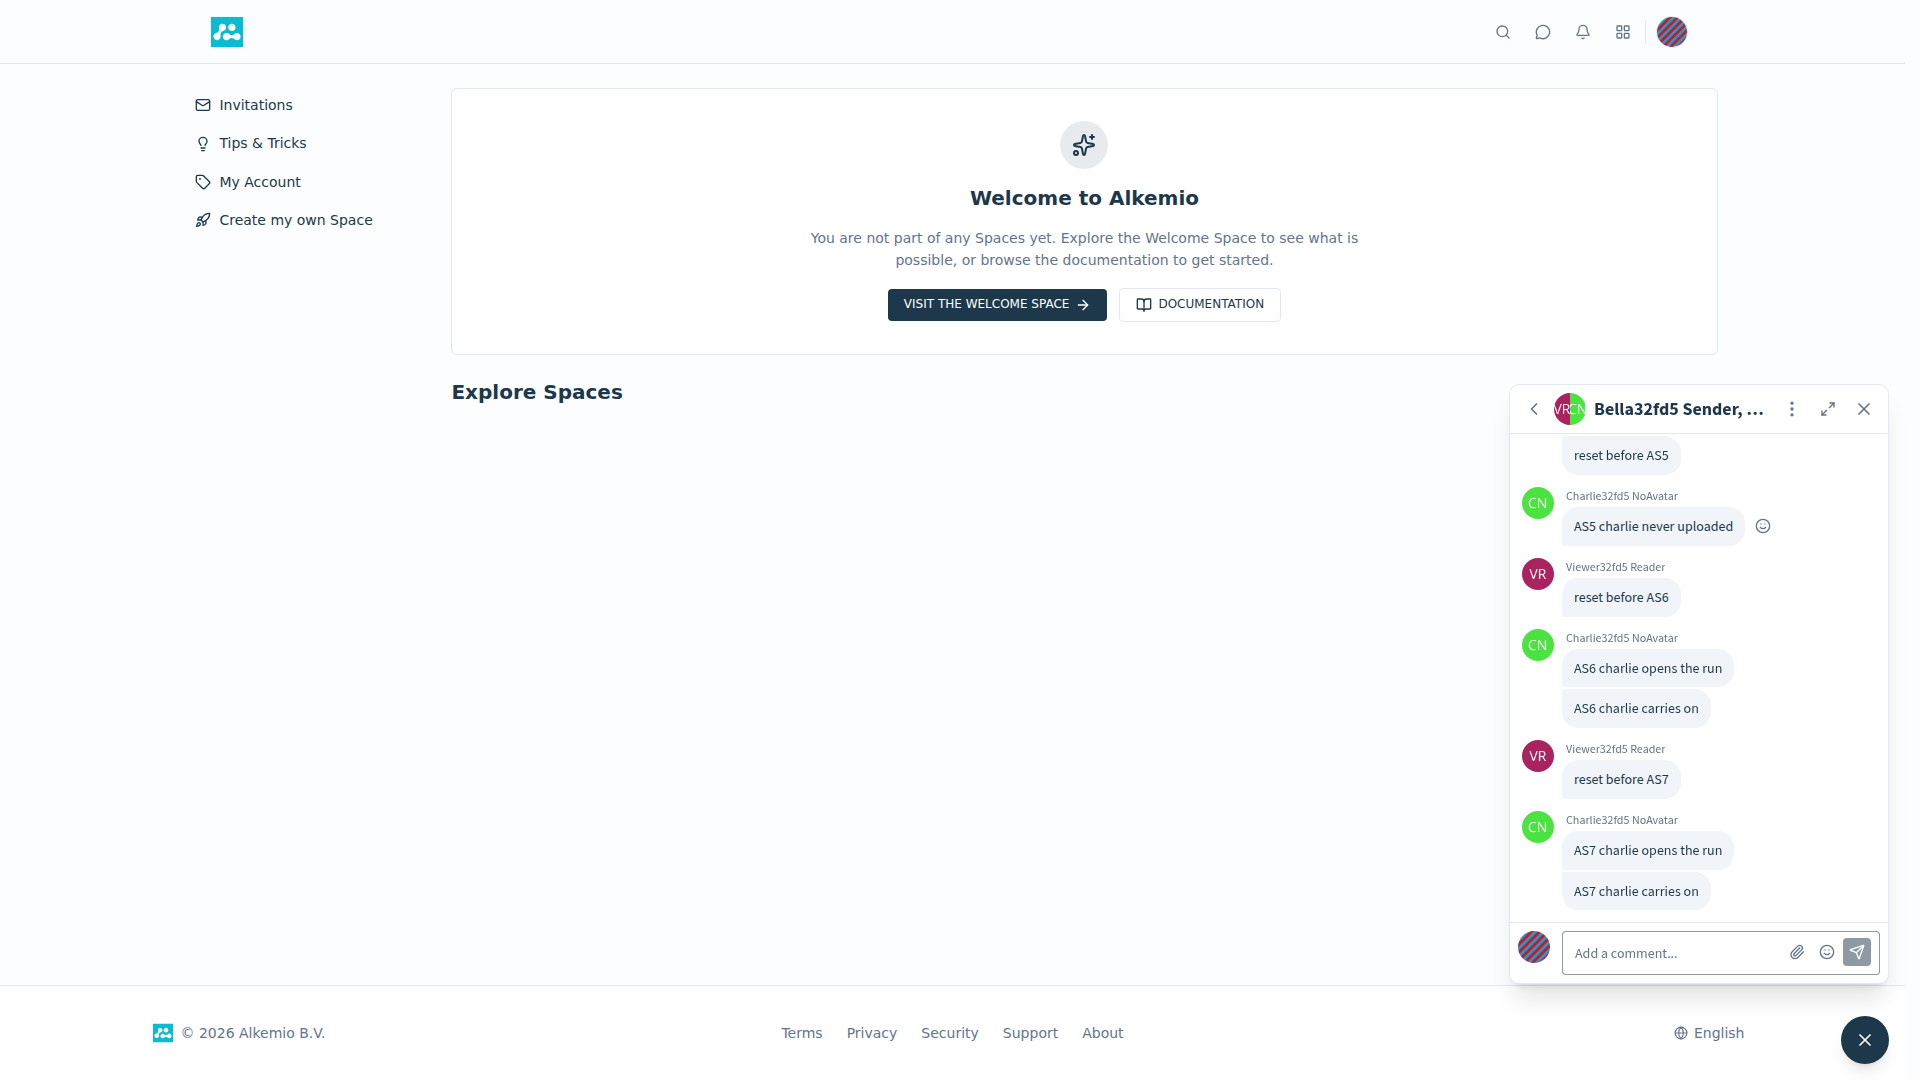 Invitations
Tips & Tricks
My Account
Create my own Space
Welcome to Alkemio
You are not part of any Spaces yet. Explore the Welcome Space to see what is
possible, or browse the documentation to get started.
VISIT THE WELCOME SPACE
DOCUMENTATION
Explore Spaces
VR CN
Bella32fd5 Sender, ...
reset before AS5
Charlie32fd5 NoAvatar
CN
AS5 charlie never uploaded
Viewer32fd5 Reader
VR
reset before AS6
Charlie32fd5 NoAvatar
CN
AS6 charlie opens the run
AS6 charlie carries on
Viewer32fd5 Reader
VR
reset before AS7
Charlie32fd5 NoAvatar
CN
AS7 charlie opens the run
AS7 charlie carries on
Add a comment...
© 2026 Alkemio B.V.
Terms
Privacy
Security
Support
About
English